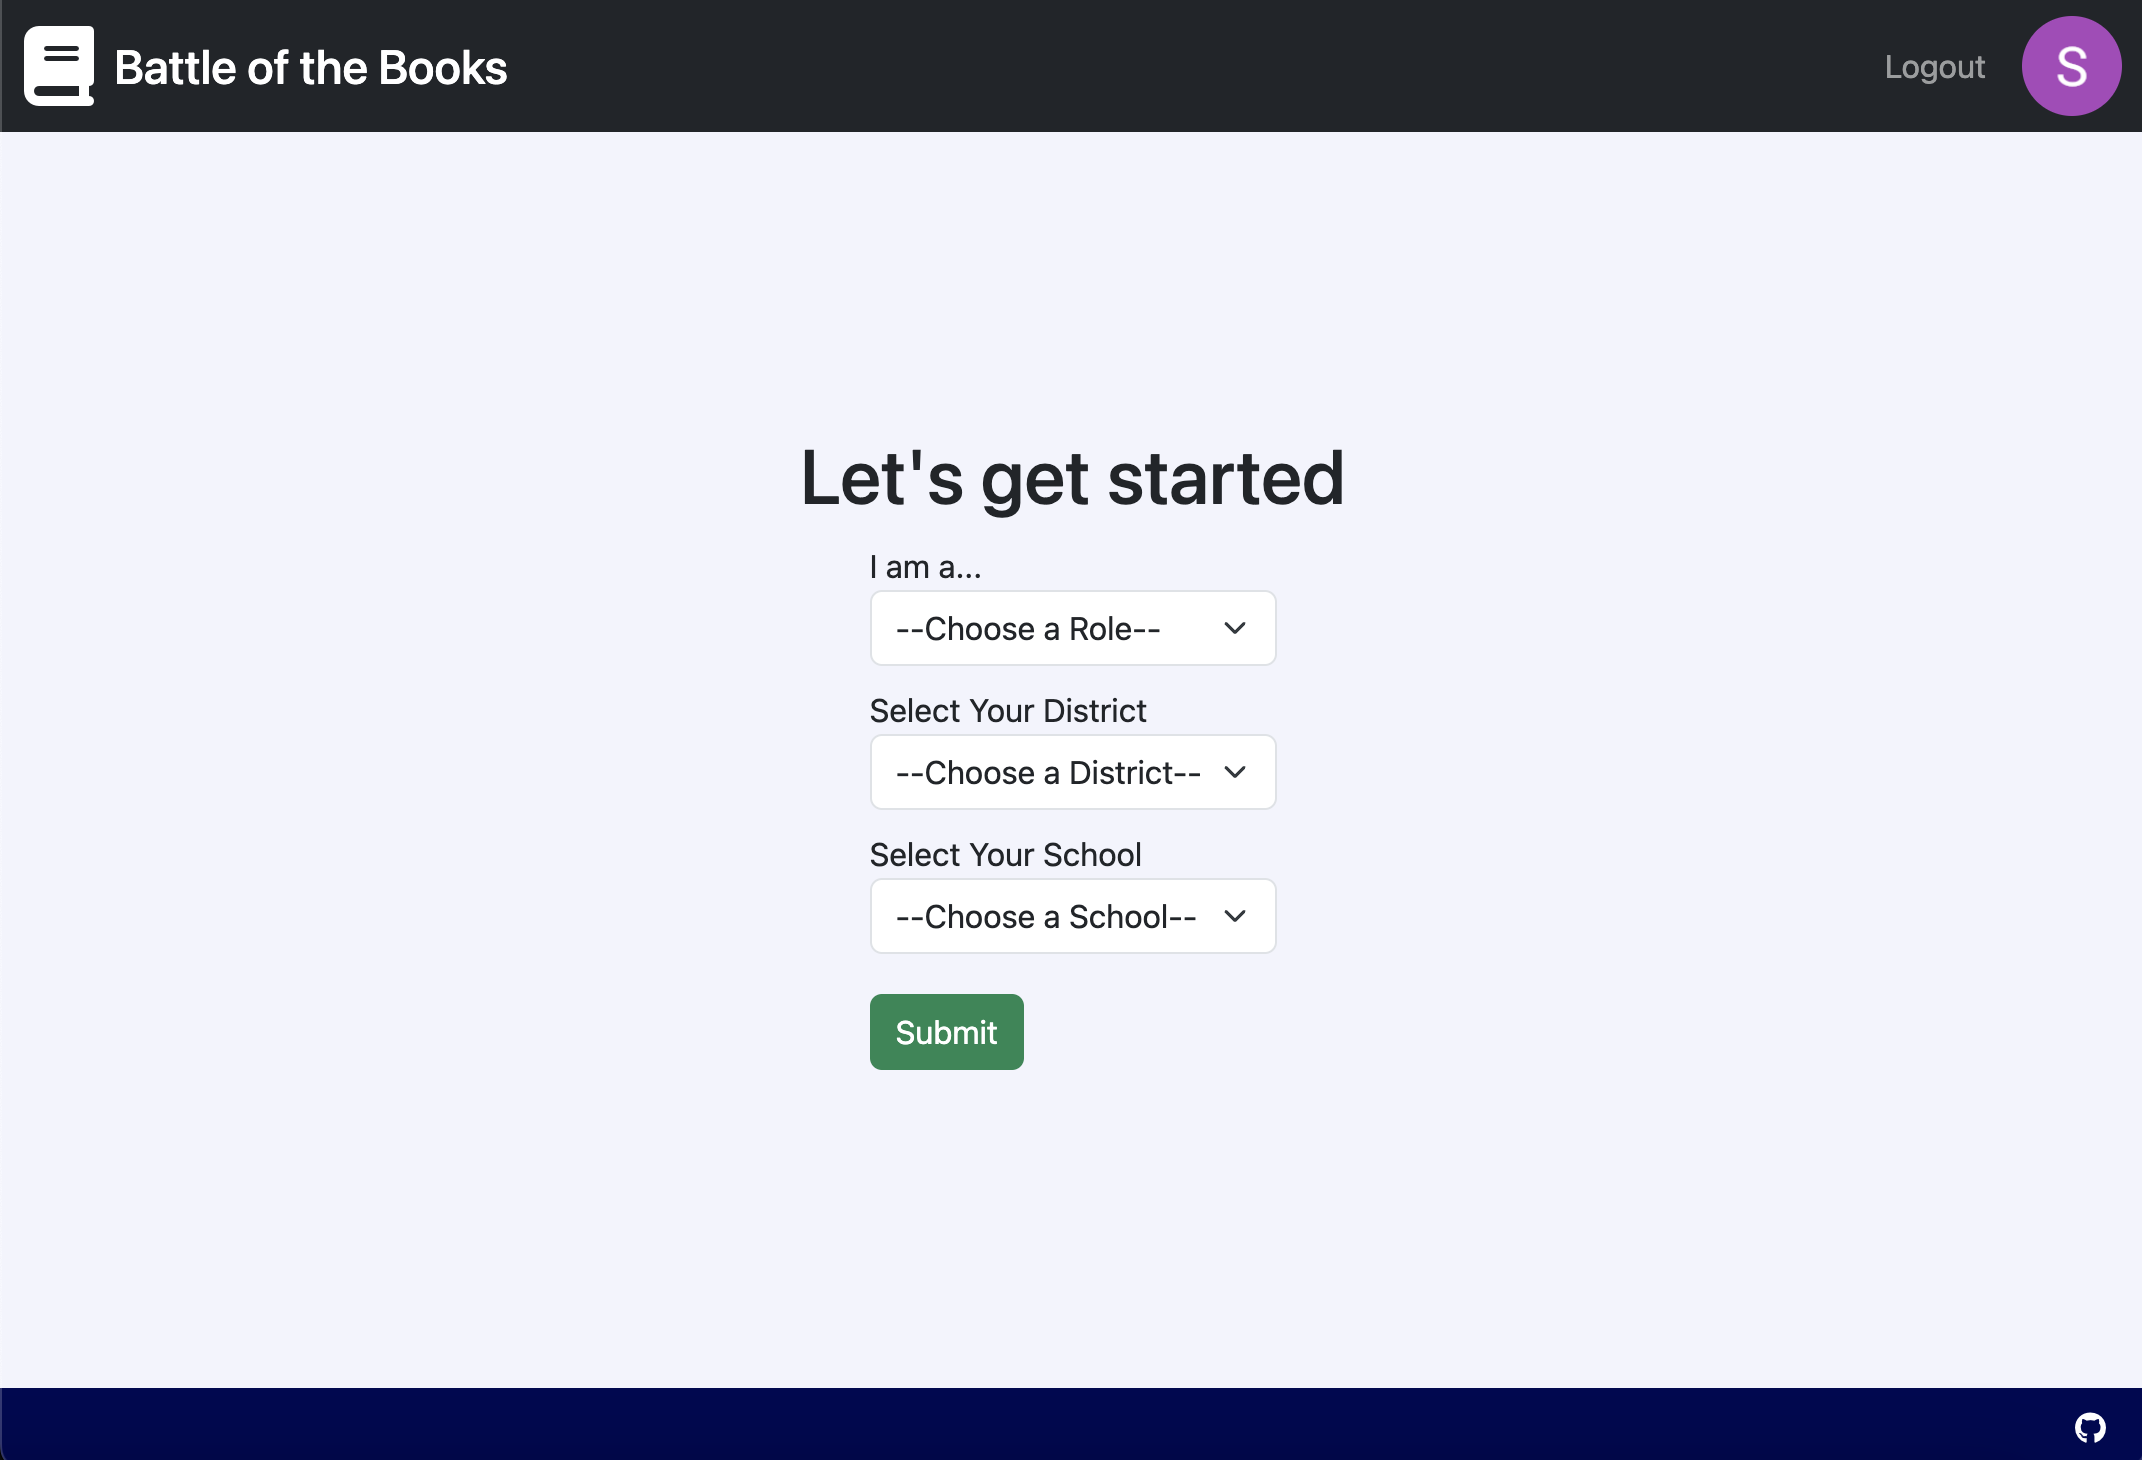 Battle of the Books
Logout
S
Let's get started
I am a...
--Choose a Role--
Select Your District
--Choose a District--
Select Your School
--Choose a School--
Submit